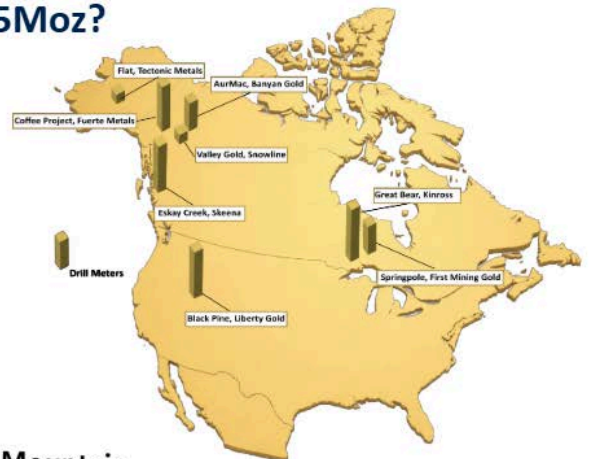 5Moz?
Flat, Tectonic Metals
AurMac, Banyan Gold
Coffee Project, Fuerte Metals
Valley Gold, Snowline
Great Bear, Kinross
Eskay Creek, Skeena
Drill Meters
Springpole, First Mining Gold
Black Pine, Liberty Gold